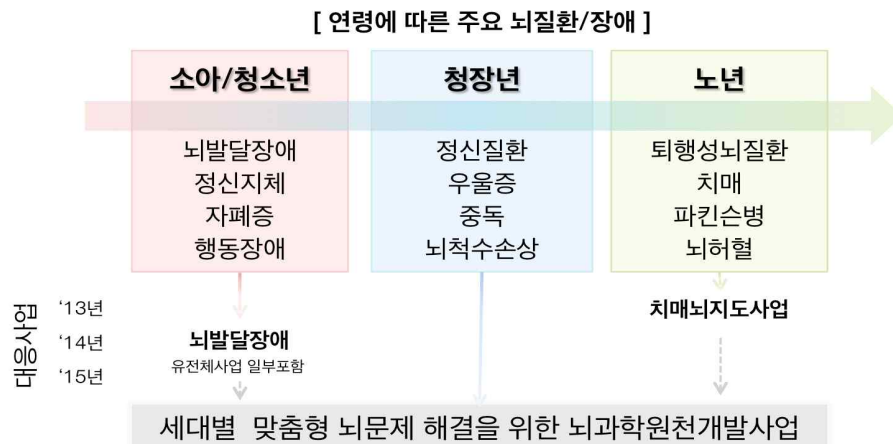 [ 연령에 따른 주요 뇌질환/장애 ]
소아/청소년
뇌발달장애
정신지체
자폐증
행동장애
청장년
정신질환
우울증
중독
뇌척수손상
노년
퇴행성뇌질환
치매
파킨슨병
뇌허혈
대응사업
‘13년
‘14년
‘15년
뇌발달장애
유전체사업 일부포함
치매뇌지도사업
세대별 맞춤형 뇌문제 해결을 위한 뇌과학원천개발사업